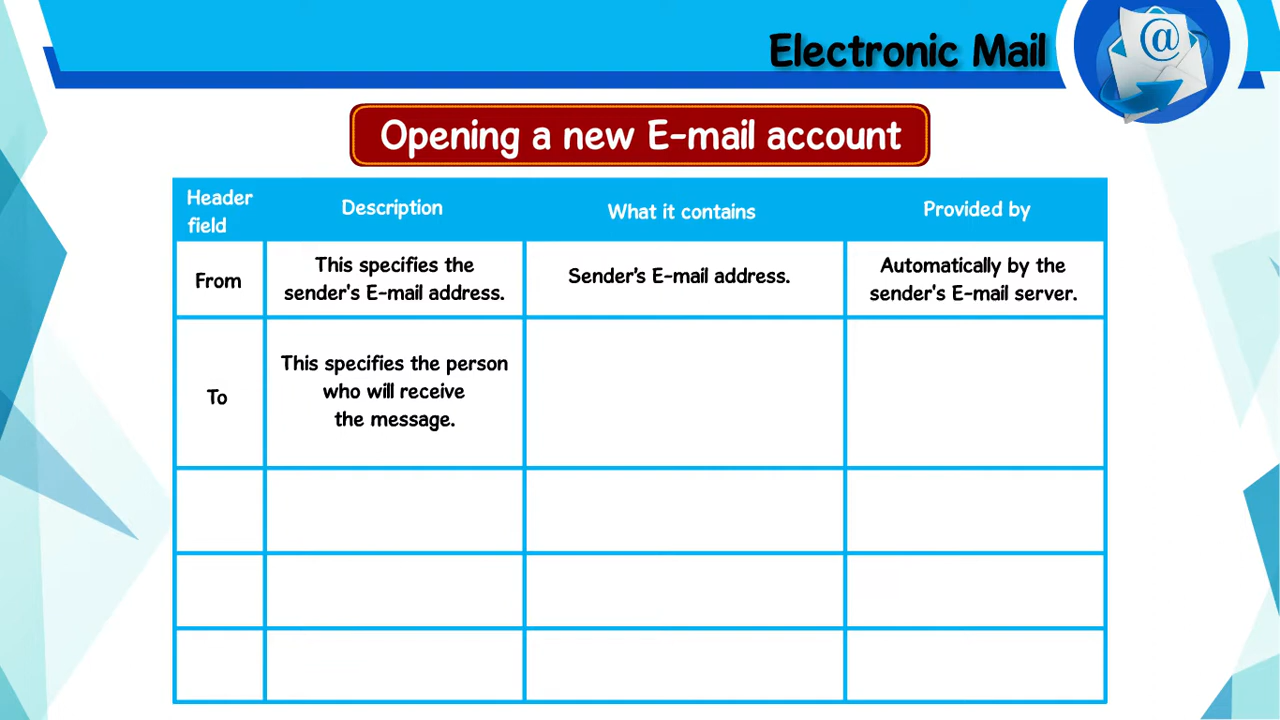 Electronic Mail
@
Opening a new E-mail account
Header
field
Description
What it contains
Provided by
From
This specifies the
sender's E-mail address.
Sender's E-mail address.
Automatically by the
sender's E-mail server.
To
This specifies the person
who will receive
the message.